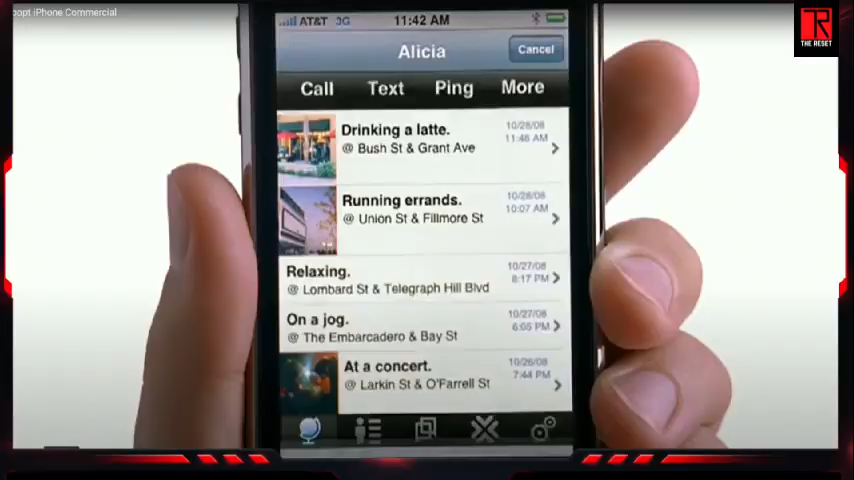 oopt iPhone Commercial
TR
THE RESET
AT&T 3G 11:42 AM
Alicia
Cancel
Call Text Ping More
Drinking a latte.
@ Bush St & Grant Ave
10/28/08
11:46 AM
Running errands.
@ Union St & Fillmore St
10/28/08
10:07 AM
Relaxing.
@ Lombard St & Telegraph Hill Blvd
10/27/08
8:17 PM
On a jog.
@ The Embarcadero & Bay St
10/27/08
6:05 PM
At a concert.
@ Larkin St & O'Farrell St
10/26/08
7:44 PM